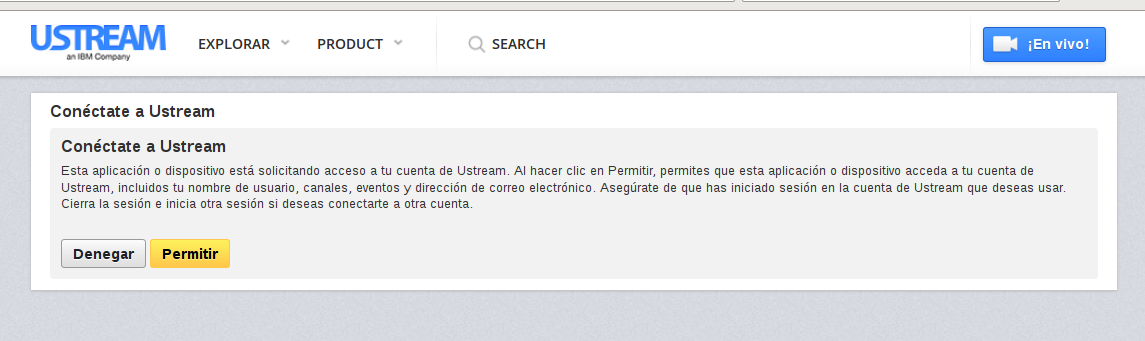 USTREAM
an IBM Company
EXPLORAR
PRODUCT
SEARCH
¡En vivo!
Conéctate a Ustream
Conéctate a Ustream
Esta aplicación o dispositivo está solicitando acceso a tu cuenta de Ustream. Al hacer clic en Permitir, permites que esta aplicación o dispositivo acceda a tu cuenta de
Ustream, incluidos tu nombre de usuario, canales, eventos y dirección de correo electrónico. Asegúrate de que has iniciado sesión en la cuenta de Ustream que deseas usar.
Cierra la sesión e inicia otra sesión si deseas conectarte a otra cuenta.
Denegar
Permitir